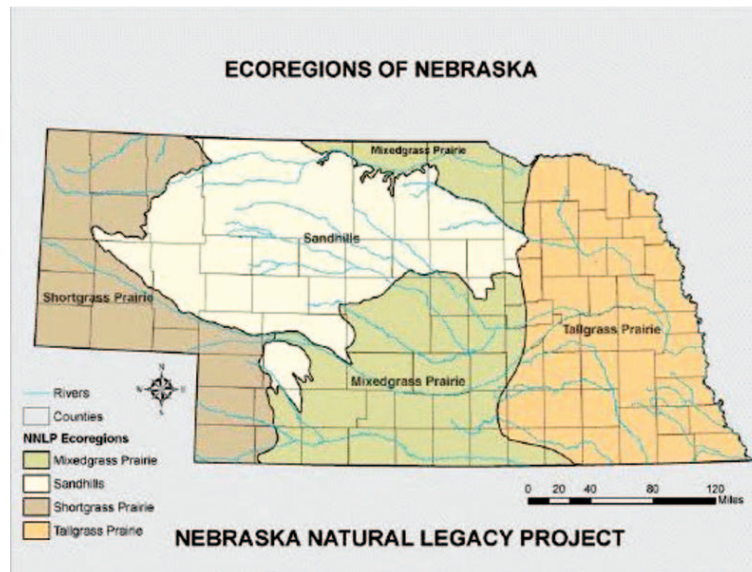 ECOREGIONS OF NEBRASKA
Mixedgrass Prairie
Sandhills
Shortgrass Prairie
Tallgrass Prairie
Mixedgrass Prairie
N
W E
S
Rivers
Counties
NNLP Ecoregions
Mixedgrass Prairie
Sandhills
Shortgrass Prairie
Tallgrass Prairie
0 20 40 80 120
Miles
NEBRASKA NATURAL LEGACY PROJECT